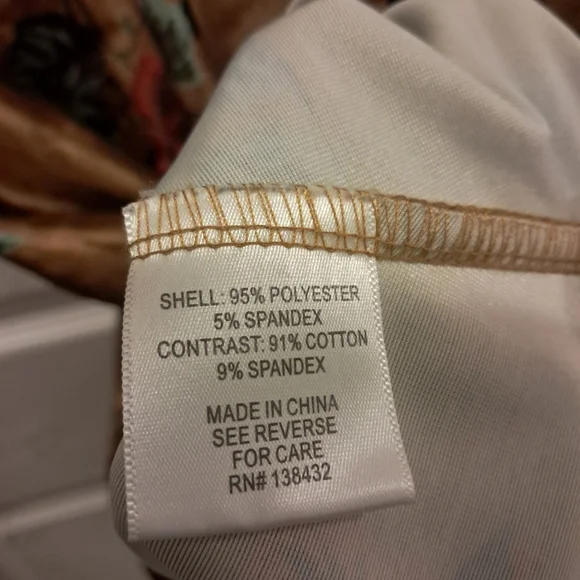 SHELL: 95% POLYESTER
5% SPANDEX
CONTRAST: 91% COTTON
9% SPANDEX
MADE IN CHINA
SEE REVERSE
FOR CARE
RN# 138432